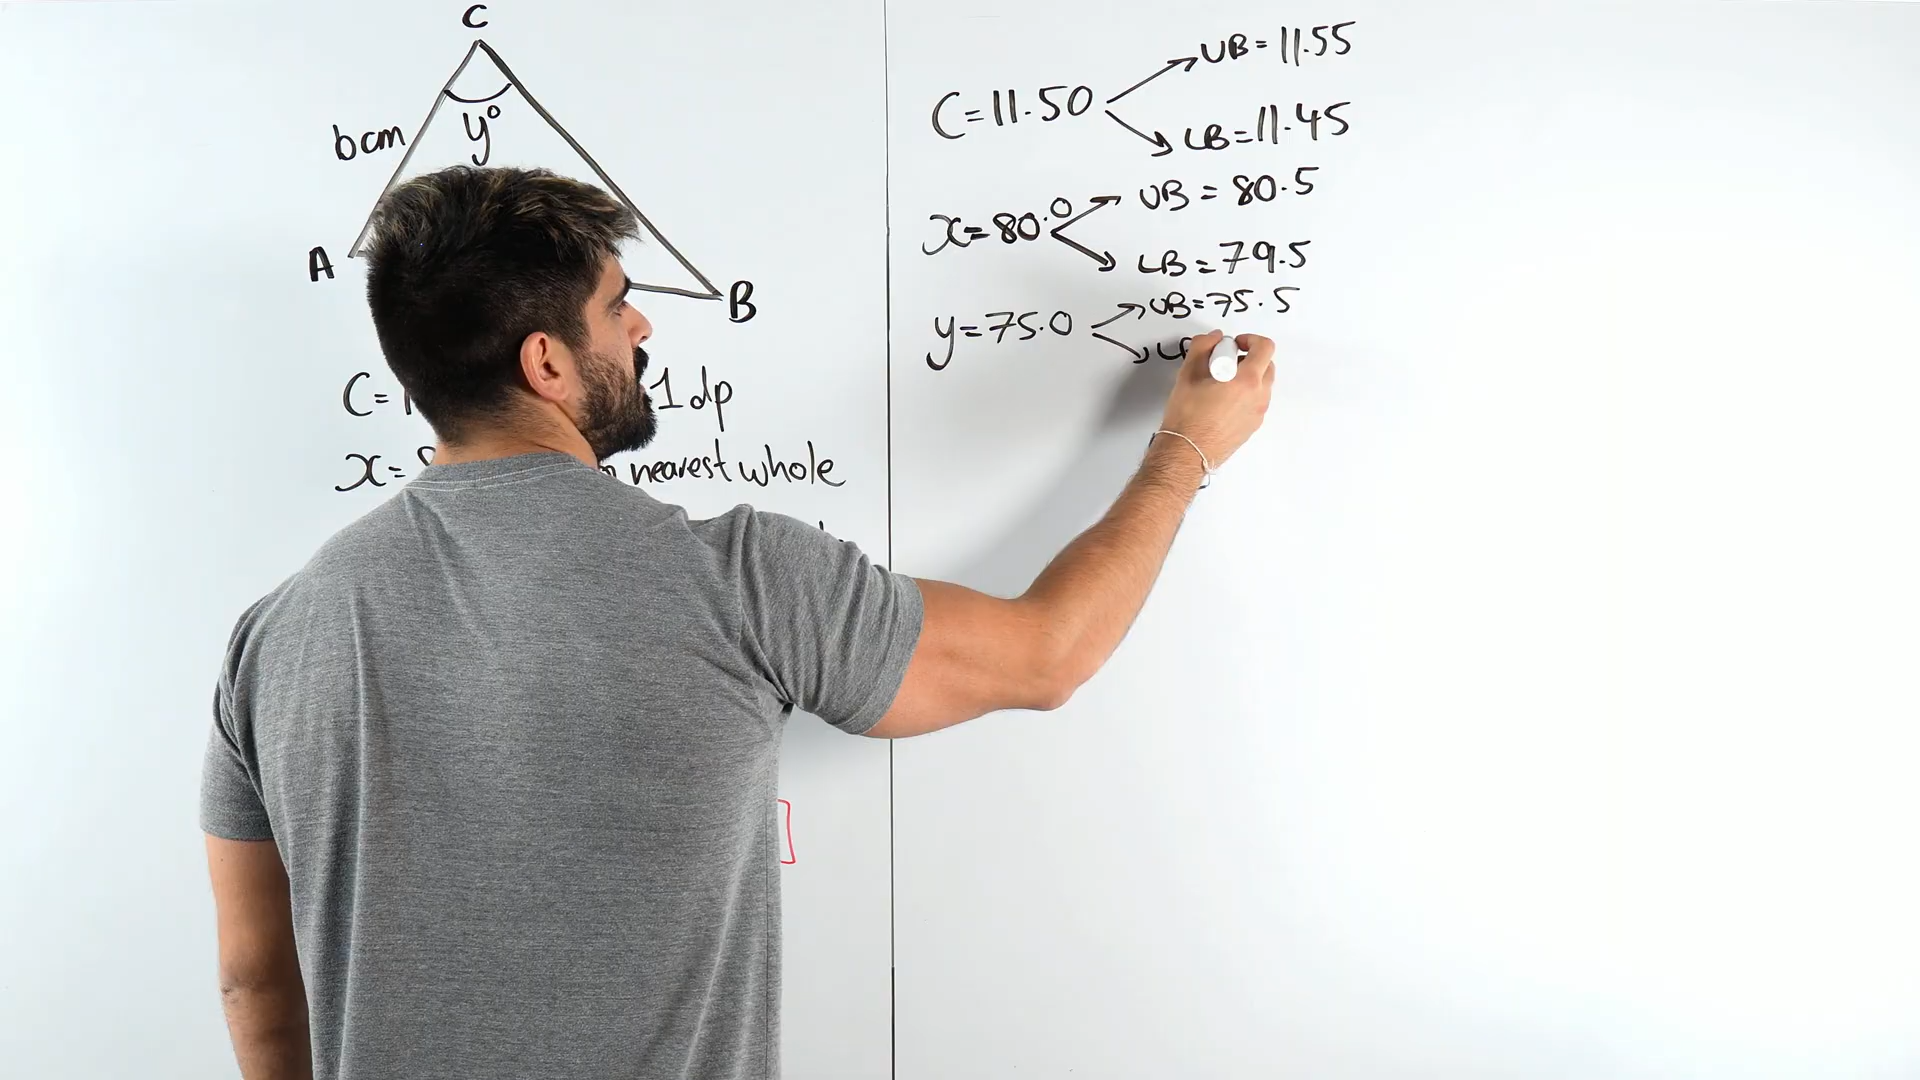 C
b cm
y°
A
B
C=
1 dp
x=
nearest whole
C=11.50
UB=11.55
LB=11.45
x=80.0
UB = 80.5
LB=79.5
y=75.0
UB=75.5